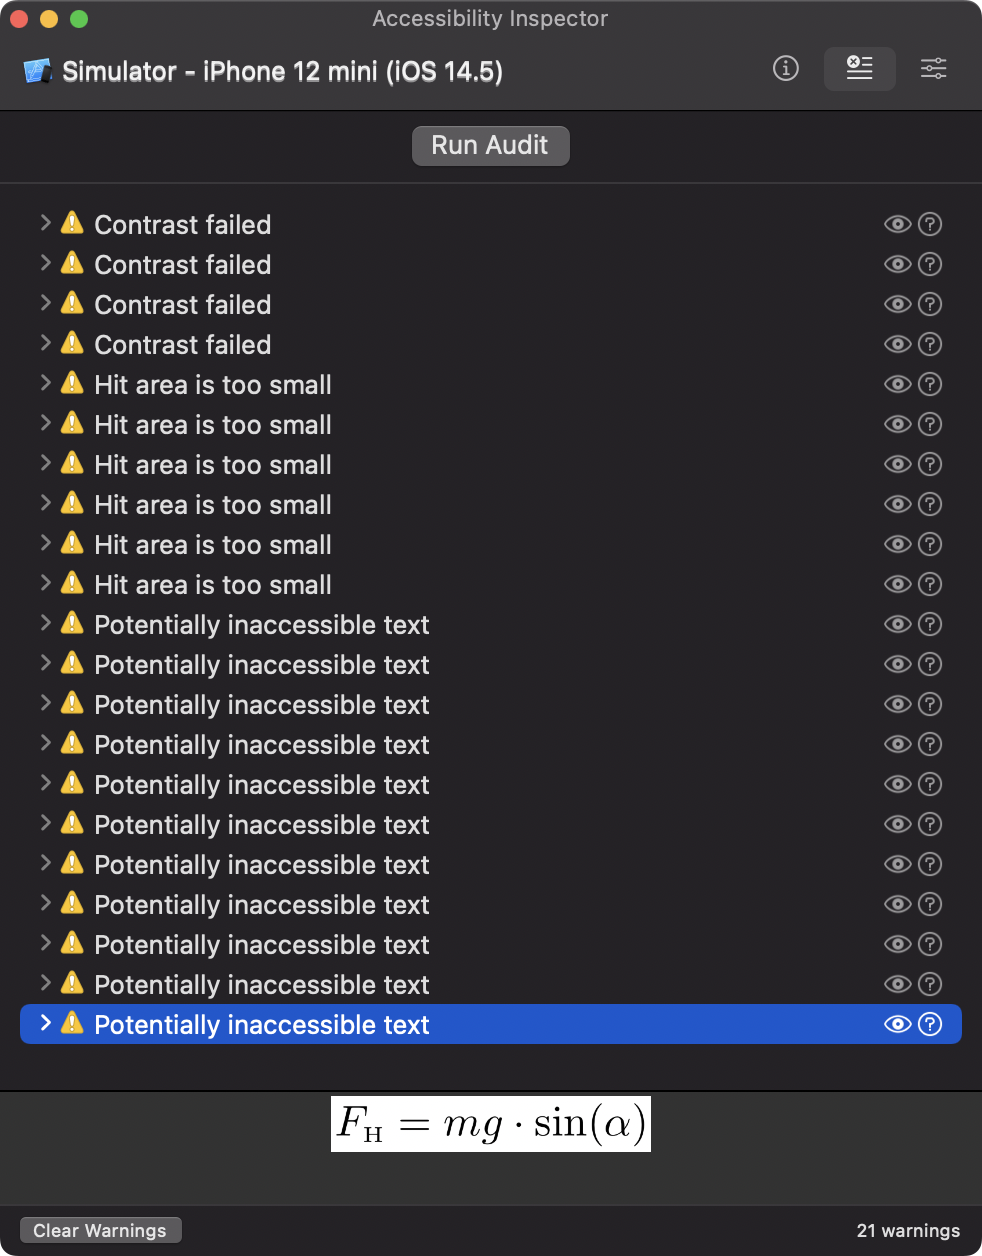 Accessibility Inspector
Simulator - iPhone 12 mini (iOS 14.5)
Run Audit
Contrast failed
Contrast failed
Contrast failed
Contrast failed
Hit area is too small
Hit area is too small
Hit area is too small
Hit area is too small
Hit area is too small
Hit area is too small
Potentially inaccessible text
Potentially inaccessible text
Potentially inaccessible text
Potentially inaccessible text
Potentially inaccessible text
Potentially inaccessible text
Potentially inaccessible text
Potentially inaccessible text
Potentially inaccessible text
Potentially inaccessible text
Potentially inaccessible text
F_H = mg · sin(α)
Clear Warnings 21 warnings